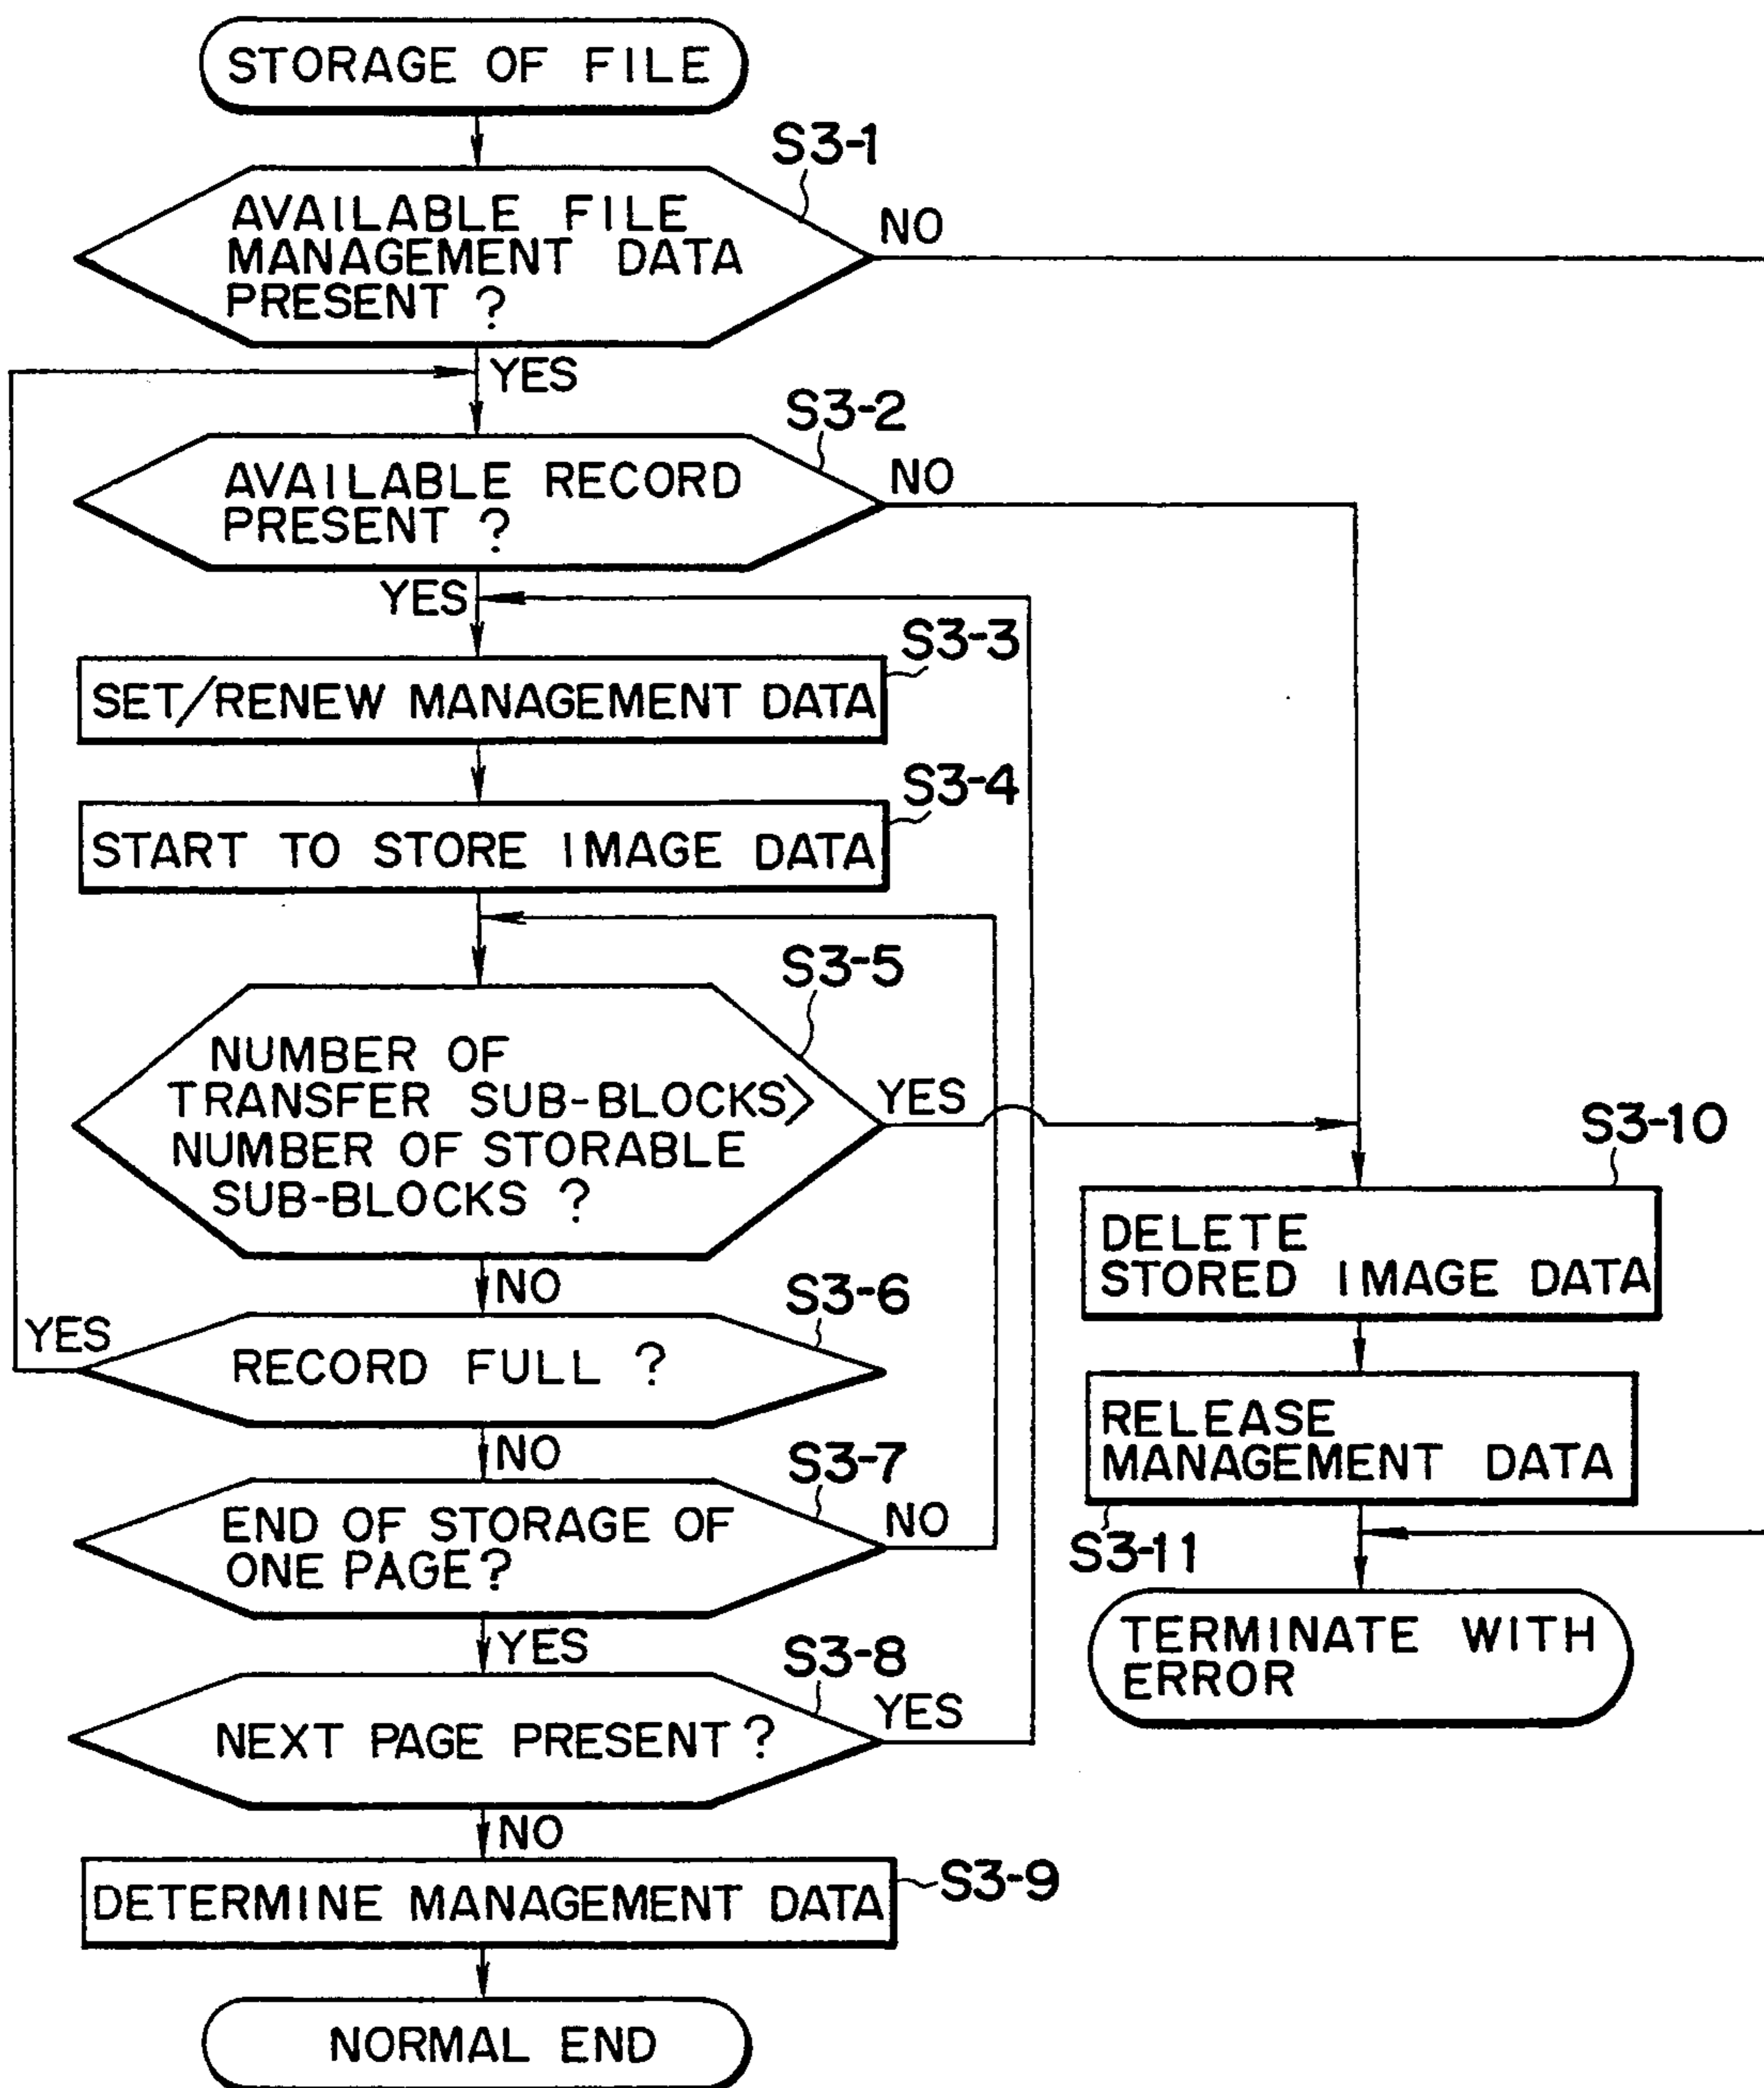 STORAGE OF FILE
S3-1
AVAILABLE FILE
MANAGEMENT DATA
PRESENT ?
NO
YES
S3-2
AVAILABLE RECORD
PRESENT ?
NO
YES
S3-3
SET/RENEW MANAGEMENT DATA
S3-4
START TO STORE IMAGE DATA
S3-5
NUMBER OF
TRANSFER SUB-BLOCKS>
NUMBER OF STORABLE
SUB-BLOCKS ?
YES
NO
S3-6
RECORD FULL ?
YES
NO
S3-7
END OF STORAGE OF
ONE PAGE?
NO
YES
S3-8
NEXT PAGE PRESENT ?
YES
NO
DETERMINE MANAGEMENT DATA
S3-9
NORMAL END
S3-10
DELETE
STORED IMAGE DATA
RELEASE
MANAGEMENT DATA
S3-11
TERMINATE WITH
ERROR